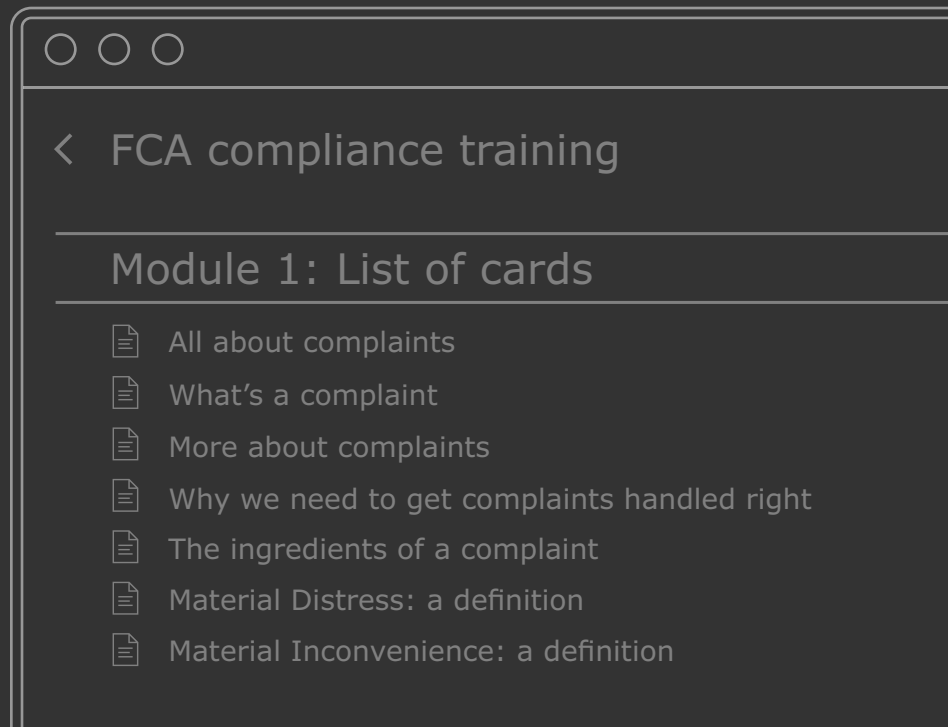 FCA compliance training
Module 1: List of cards
All about complaints
What’s a complaint
More about complaints
Why we need to get complaints handled right
The ingredients of a complaint
Material Distress: a definition
Material Inconvenience: a definition